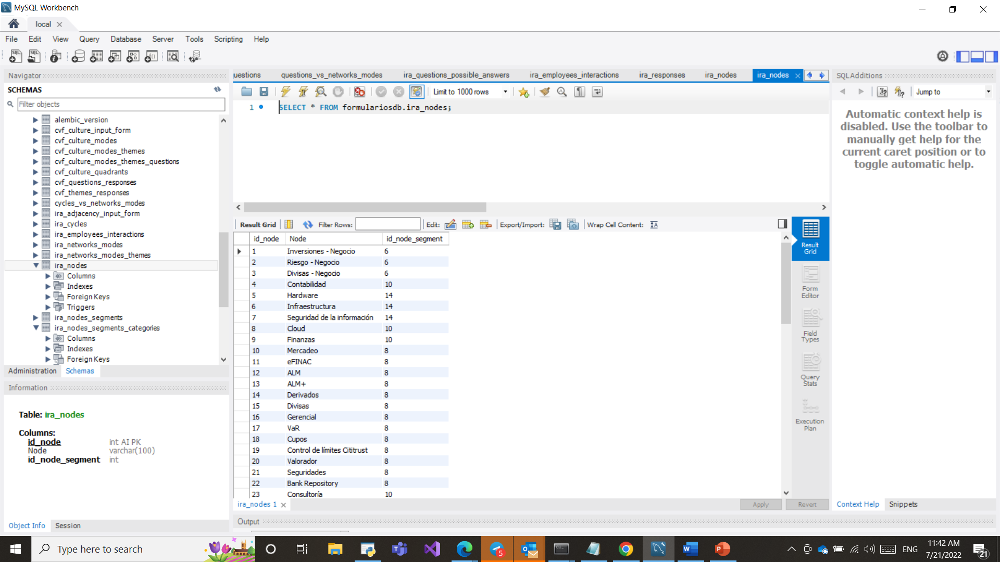 MySQL Workbench
local
File Edit View Query Database Server Tools Scripting Help
Navigator
SCHEMAS
Filter objects
alembic_version
cvf_culture_input_form
cvf_culture_modes
cvf_culture_modes_themes
cvf_culture_modes_themes_questions
cvf_culture_quadrants
cvf_questions_responses
cvf_themes_responses
cycles_vs_networks_modes
ira_adjacency_input_form
ira_cycles
ira_employees_interactions
ira_networks_modes
ira_networks_modes_themes
ira_nodes
Columns
Indexes
Foreign Keys
Triggers
ira_nodes_segments
ira_nodes_segments_categories
Columns
Indexes
Foreign Keys
Administration Schemas
Information
Table: ira_nodes
Columns:
id_node int AI PK
Node varchar(100)
id_node_segment int
Object Info Session
uestions questions_vs_networks_modes ira_questions_possible_answers ira_employees_interactions ira_responses ira_nodes ira_nodes
Limit to 1000 rows
1 SELECT * FROM formulariosdb.ira_nodes;
Result Grid Filter Rows: Edit: Export/Import: Wrap Cell Content:
id_node Node id_node_segment
1 Inversiones - Negocio 6
2 Riesgo - Negocio 6
3 Divisas - Negocio 6
4 Contabilidad 10
5 Hardware 14
6 Infraestructura 14
7 Seguridad de la información 14
8 Cloud 10
9 Finanzas 10
10 Mercadeo 8
11 eFINAC 8
12 ALM 8
13 ALM+ 8
14 Derivados 8
15 Divisas 8
16 Gerencial 8
17 VaR 8
18 Cupos 8
19 Control de límites Cititrust 8
20 Valorador 8
21 Seguridades 8
22 Bank Repository 8
23 Consultoría 10
ira_nodes 1
Apply Revert
Output
Result
Grid
Form
Editor
Field
Types
Query
Stats
Execution
Plan
SQLAdditions
Jump to
Automatic context help is
disabled. Use the toolbar to
manually get help for the
current caret position or to
toggle automatic help.
Context Help Snippets
Type here to search
5
ENG
11:42 AM
7/21/2022
21